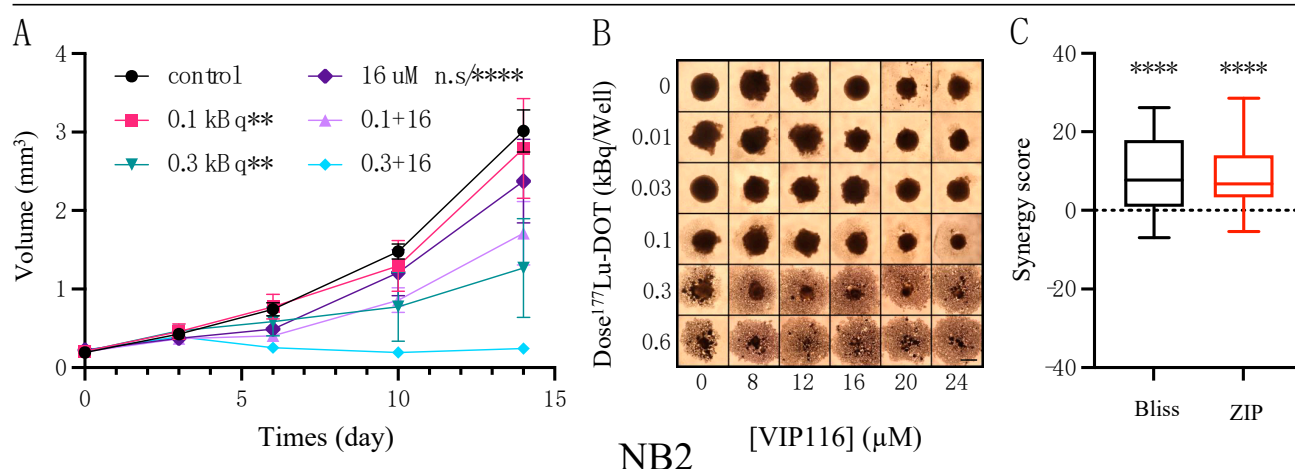 A
Volume (mm³)
4
3
2
1
0
control
0.1 kBq**
0.3 kBq**
16 uM n.s/****
0.1+16
0.3+16
0 5 10 15
Times (day)
B
Dose¹⁷⁷Lu-DOT (kBq/Well)
0
0.01
0.03
0.1
0.3
0.6
0 8 12 16 20 24
[VIP116] (µM)
C
Synergy score
40
20
0
-20
-40
**** ****
Bliss ZIP
NB2